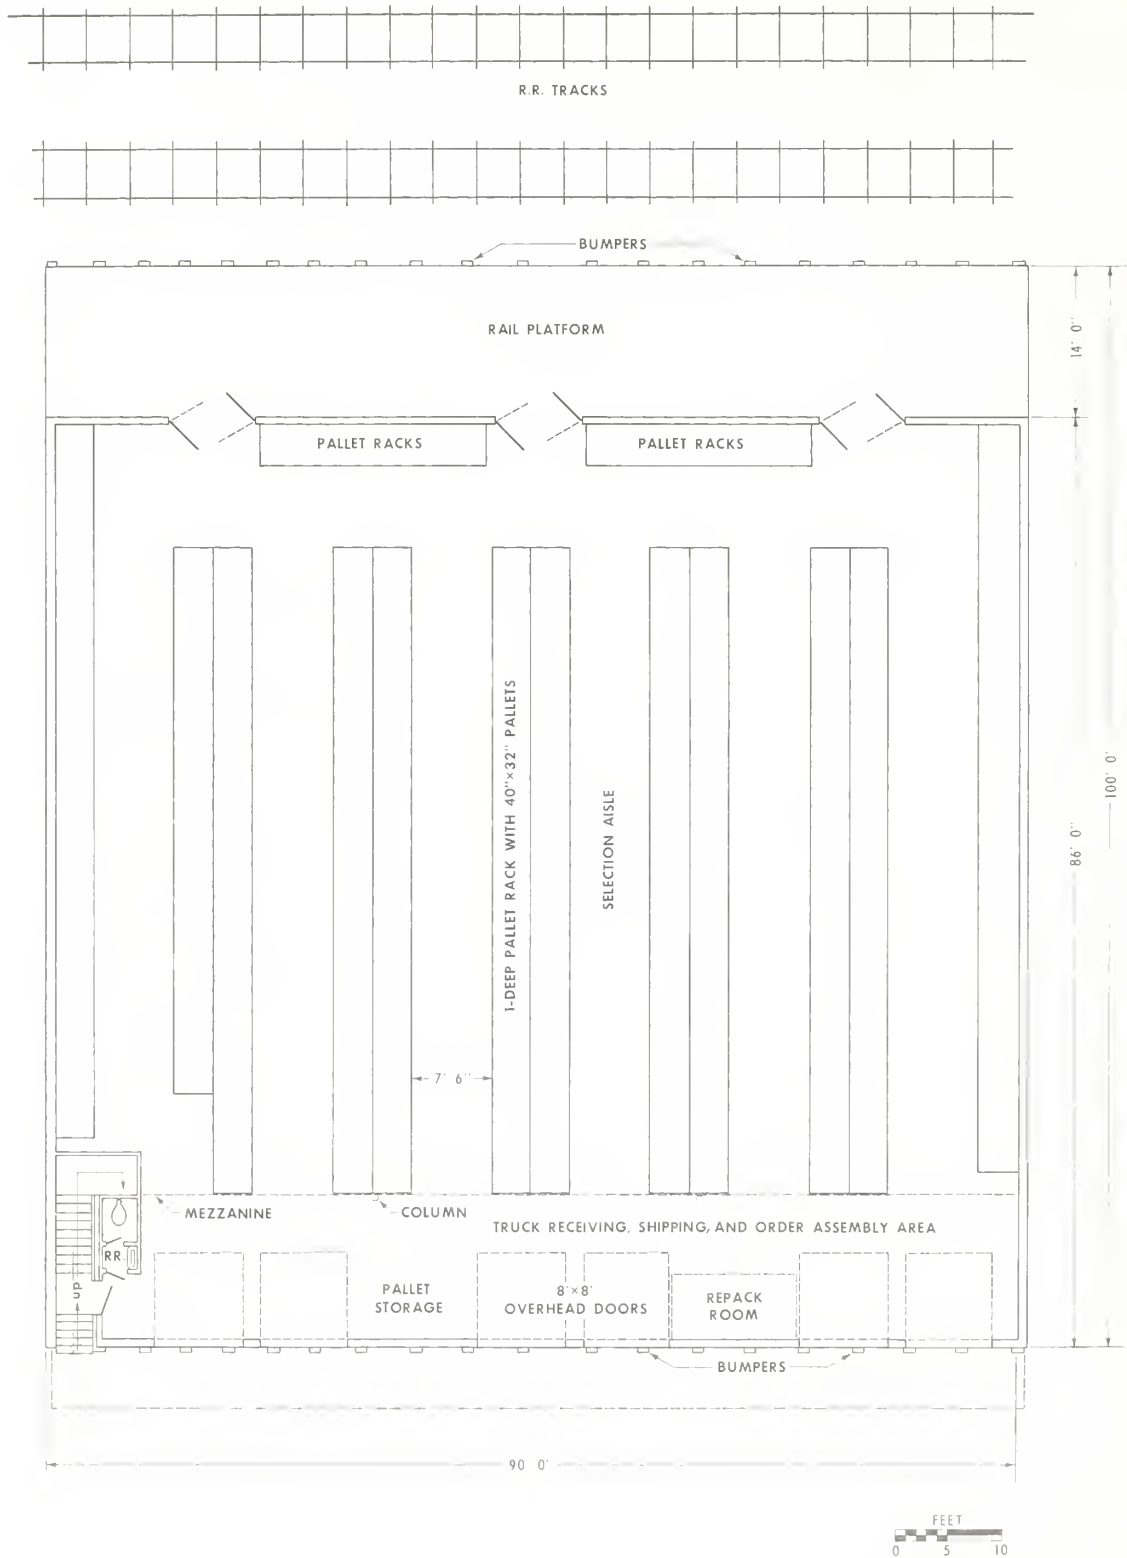 R.R. TRACKS
BUMPERS
RAIL PLATFORM
14' 0"
PALLET RACKS
PALLET RACKS
1-DEEP PALLET RACK WITH 40"×32" PALLETS
SELECTION AISLE
100' 0'
86' 0"
7' 6"
MEZZANINE
COLUMN
TRUCK RECEIVING, SHIPPING, AND ORDER ASSEMBLY AREA
RR.
up
PALLET
STORAGE
8'×8'
OVERHEAD DOORS
REPACK
ROOM
BUMPERS
90' 0'
FEET
0 5 10